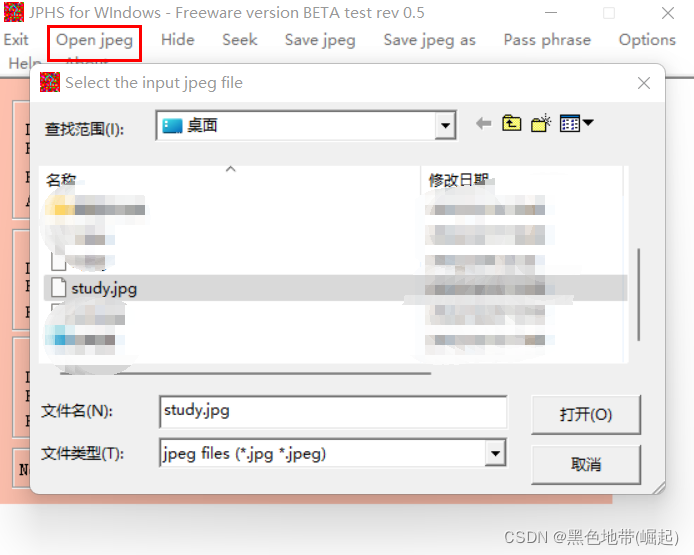 JPHS for WIndows - Freeware version BETA test rev 0.5
Exit Open jpeg Hide Seek Save jpeg Save jpeg as Pass phrase Options
Help About
Select the input jpeg file
查找范围(I): 桌面
名称 修改日期
study.jpg
文件名(N): study.jpg 打开(O)
文件类型(T): jpeg files (*.jpg *.jpeg) 取消
CSDN @黑色地带(崛起)